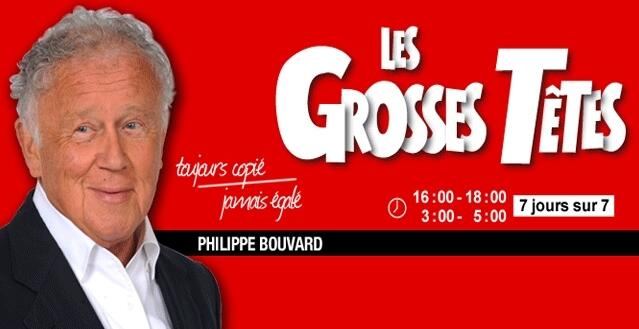 LES
GROSSES TÊTES
toujours copié
jamais égalé
16:00-18:00
3:00- 5:00
7 jours sur 7
PHILIPPE BOUVARD